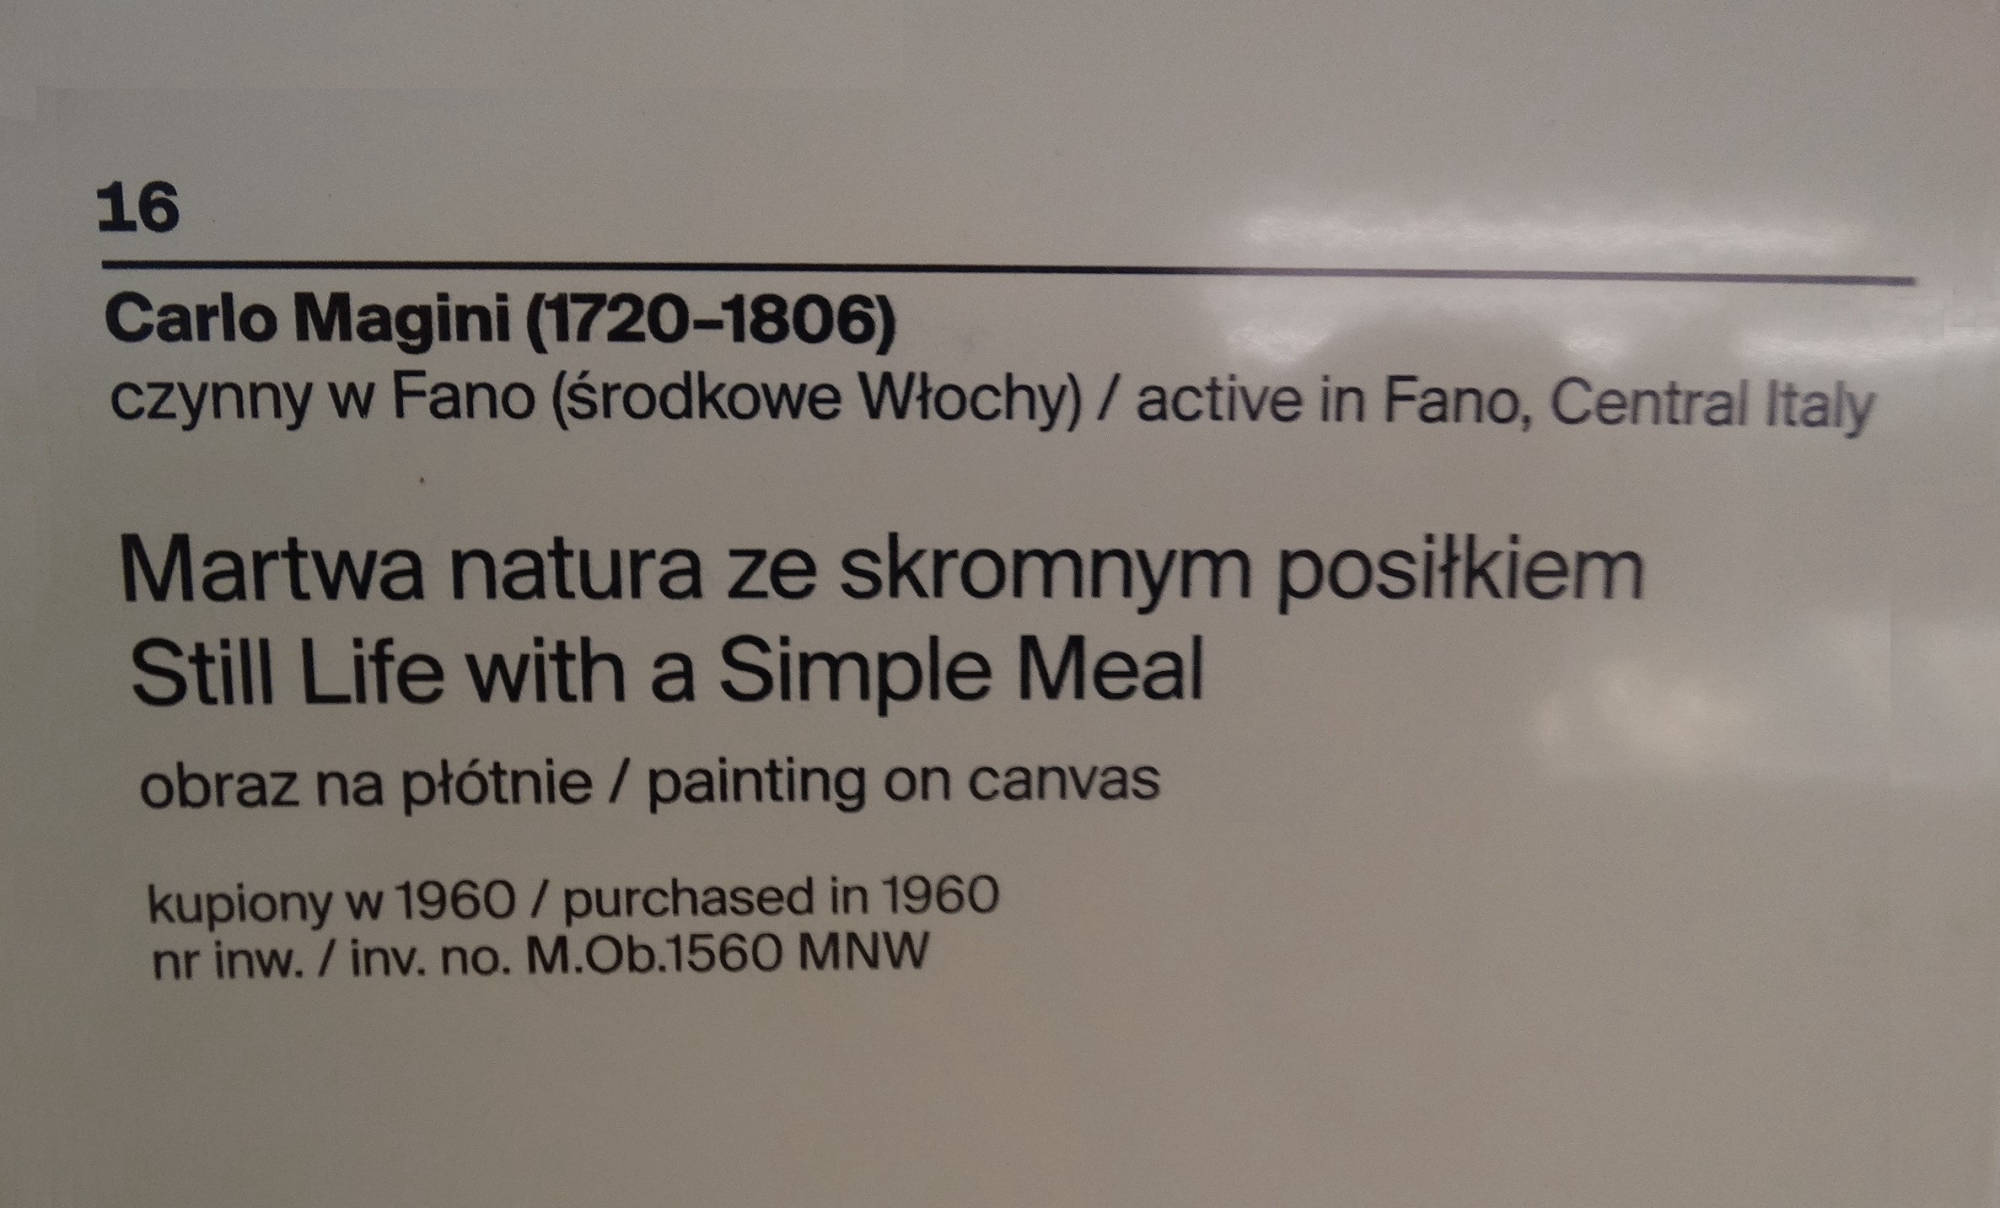 16
Carlo Magini (1720–1806)
czynny w Fano (środkowe Włochy) / active in Fano, Central Italy
Martwa natura ze skromnym posiłkiem
Still Life with a Simple Meal
obraz na płótnie / painting on canvas
kupiony w 1960 / purchased in 1960
nr inw. / inv. no. M.Ob.1560 MNW